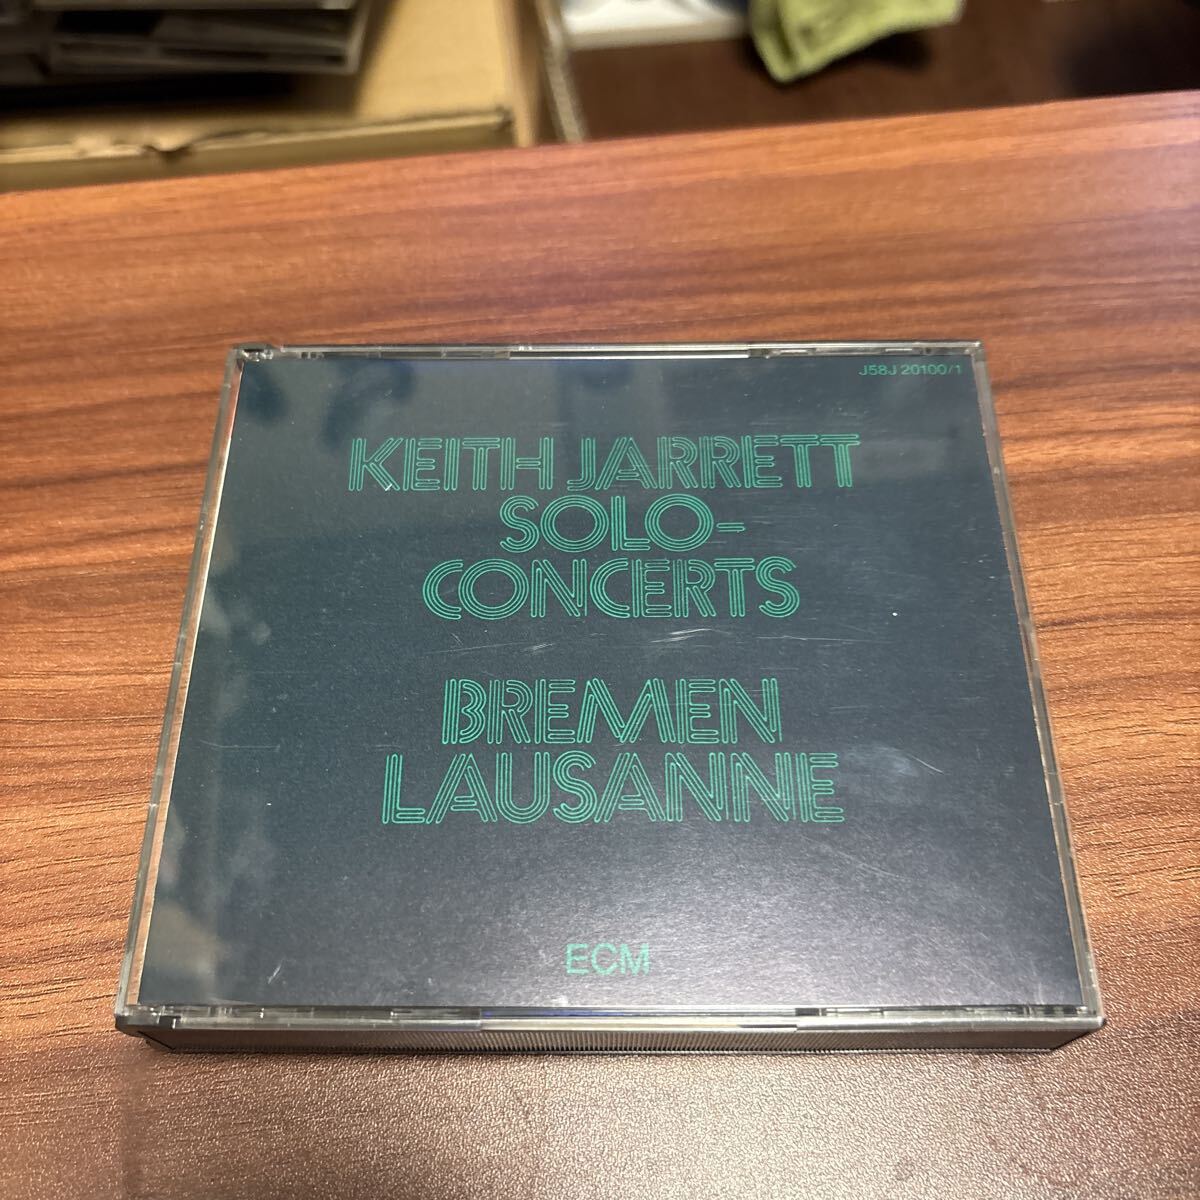 J58J 20100/1
KEITH JARRETT
SOLO-
CONCERTS
BREMEN
LAUSANNE
ECM